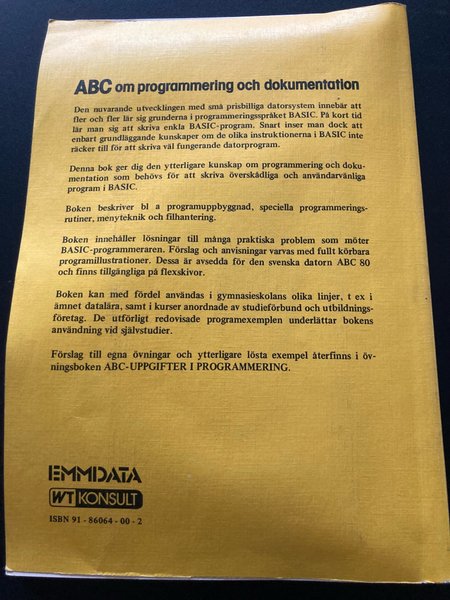 ABC om programmering och dokumentation
Den nuvarande utvecklingen med små prisbilliga datorsystem innebär att
fler och fler lär sig grunderna i programmeringsspråket BASIC. På kort tid
lär man sig att skriva enkla BASIC-program. Snart inser man dock att
enbart grundläggande kunskaper om de olika instruktionerna i BASIC inte
räcker till för att skriva väl fungerande datorprogram.
Denna bok ger dig den ytterligare kunskap om programmering och doku-
mentation som behövs för att skriva överskådliga och användarvänliga
program i BASIC.
Boken beskriver bl a programuppbyggnad, speciella programmerings-
rutiner, menyteknik och filhantering.
Boken innehåller lösningar till många praktiska problem som möter
BASIC-programmeraren. Förslag och anvisningar varvas med fullt körbara
programillustrationer. Dessa är avsedda för den svenska datorn ABC 80
och finns tillgängliga på flexskivor.
Boken kan med fördel användas i gymnasieskolans olika linjer, t ex i
ämnet datalära, samt i kurser anordnade av studieförbund och utbildnings-
företag. De utförligt redovisade programexemplen underlättar bokens
användning vid självstudier.
Förslag till egna övningar och ytterligare lösta exempel återfinns i öv-
ningsboken ABC-UPPGIFTER I PROGRAMMERING.
EMMDATA
WT KONSULT
ISBN 91 - 86064 - 00 - 2